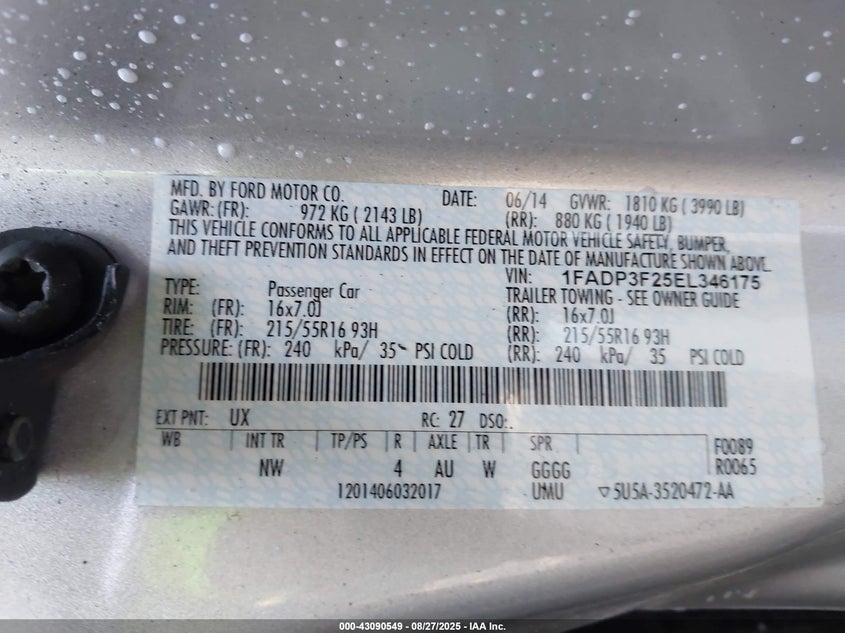 MFD. BY FORD MOTOR CO. DATE: 06/14 GVWR: 1810 KG ( 3990 LB)
GAWR: (FR): 972 KG ( 2143 LB) (RR): 880 KG ( 1940 LB)
THIS VEHICLE CONFORMS TO ALL APPLICABLE FEDERAL MOTOR VEHICLE SAFETY, BUMPER,
AND THEFT PREVENTION STANDARDS IN EFFECT ON THE DATE OF MANUFACTURE SHOWN ABOVE.
VIN: 1FADP3F25EL346175
TYPE: Passenger Car TRAILER TOWING - SEE OWNER GUIDE
RIM: (FR): 16x7.0J (RR): 16x7.0J
TIRE: (FR): 215/55R16 93H (RR): 215/55R16 93H
PRESSURE: (FR): 240 kPa/ 35 PSI COLD (RR): 240 kPa/ 35 PSI COLD
EXT PNT: UX RC: 27 DSO:
WB INT TR TP/PS R AXLE TR SPR F0089
NW 4 AU W GGGG R0065
1201406032017 UMU ▽5U5A-3520472-AA
000-43090549 - 08/27/2025 - IAA Inc.